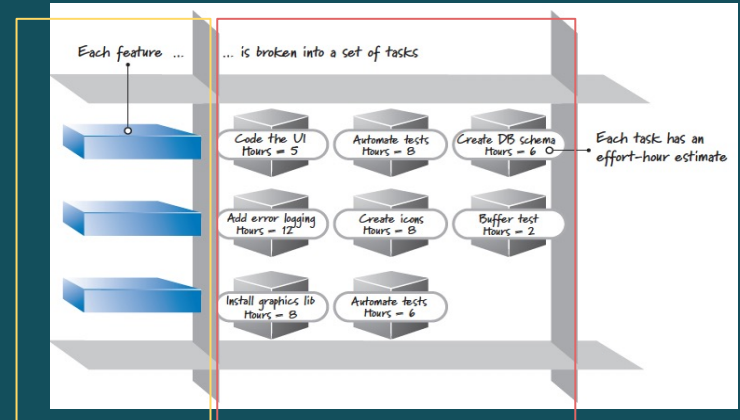 Each feature ...
... is broken into a set of tasks
Code the UI
Hours = 5
Automate tests
Hours = 8
Create DB schema
Hours = 6
Each task has an
effort-hour estimate
Add error logging
Hours = 12
Create icons
Hours = 8
Buffer test
Hours = 2
Install graphics lib
Hours = 8
Automate tests
Hours = 6